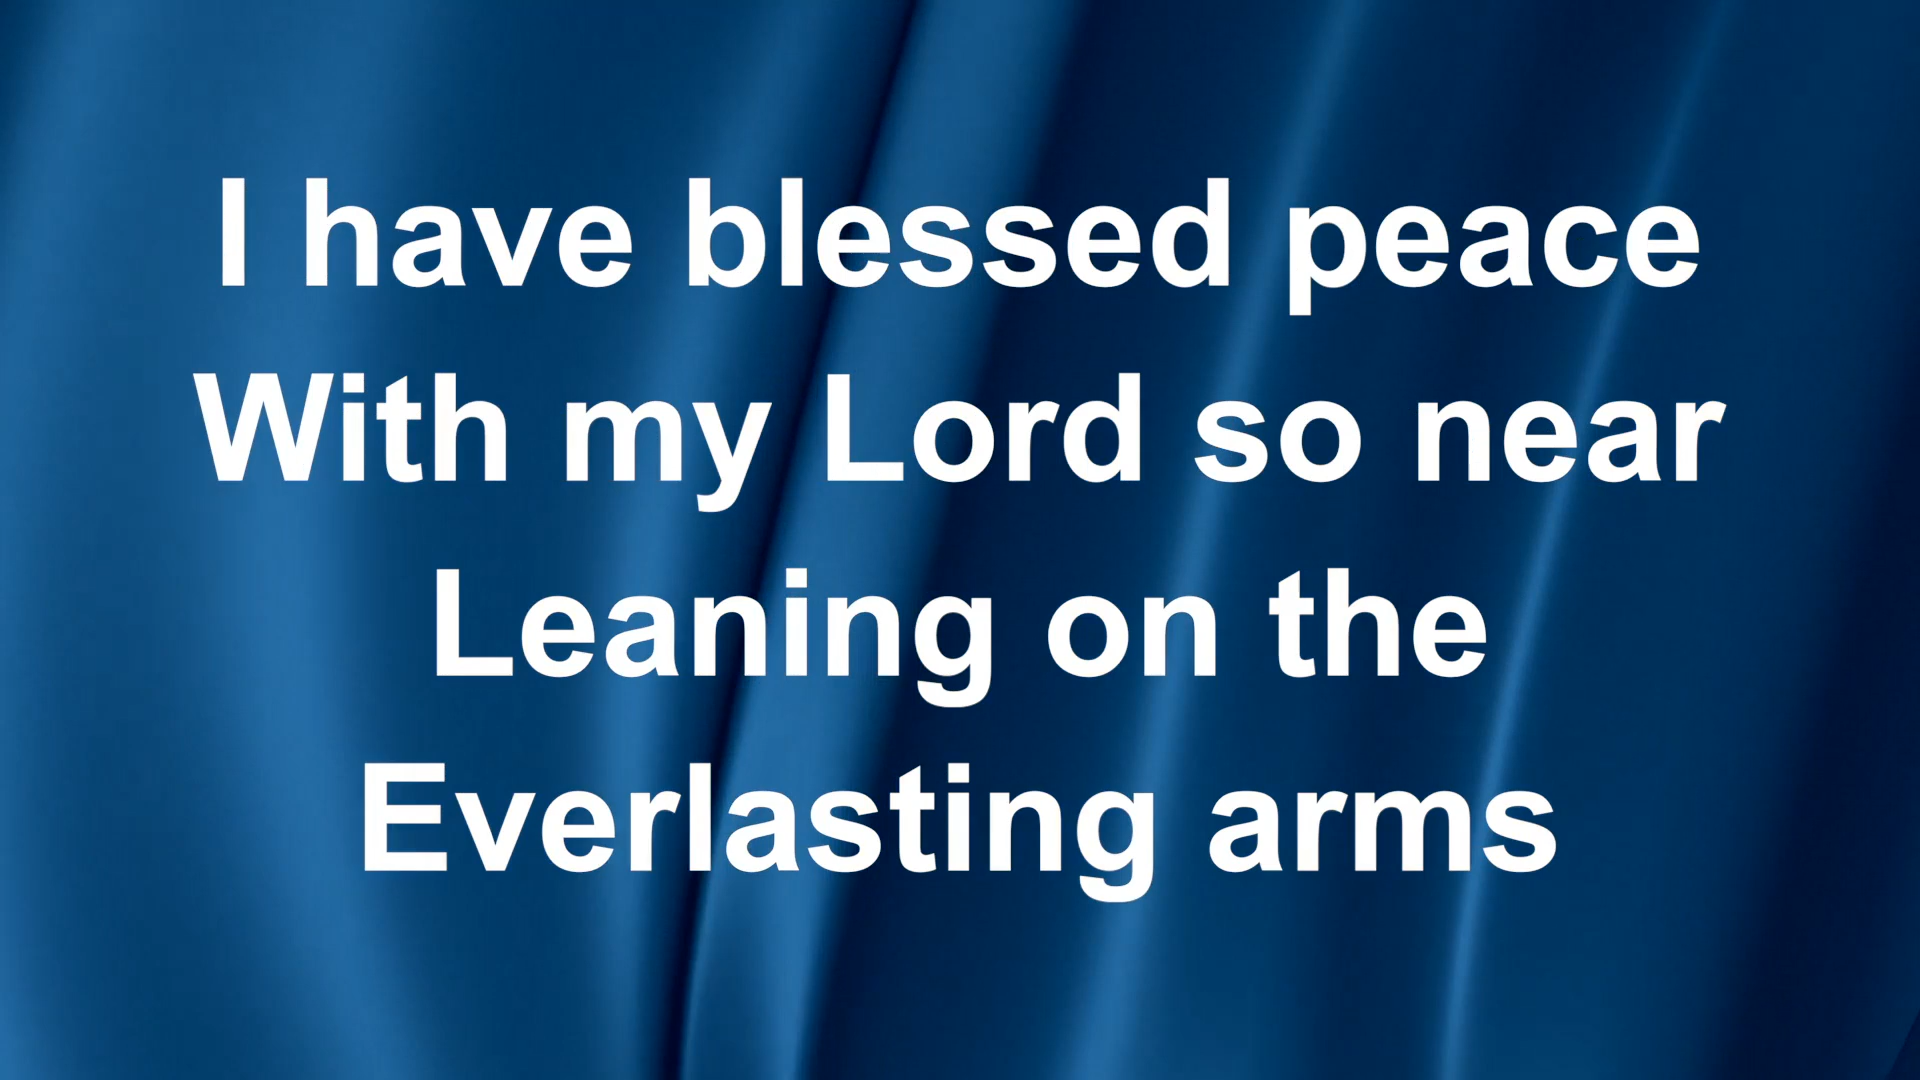 I have blessed peace
With my Lord so near
Leaning on the
Everlasting arms